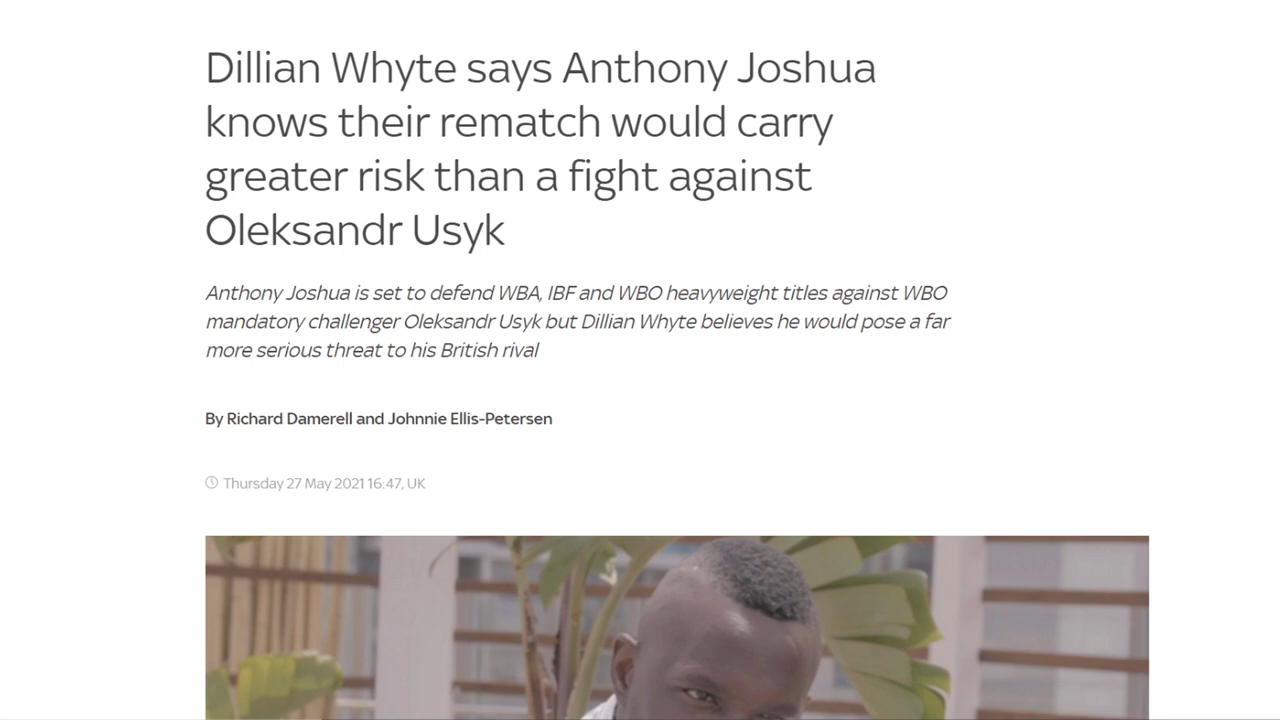 Dillian Whyte says Anthony Joshua
knows their rematch would carry
greater risk than a fight against
Oleksandr Usyk
Anthony Joshua is set to defend WBA, IBF and WBO heavyweight titles against WBO
mandatory challenger Oleksandr Usyk but Dillian Whyte believes he would pose a far
more serious threat to his British rival
By Richard Damerell and Johnnie Ellis-Petersen
Thursday 27 May 2021 16:47, UK